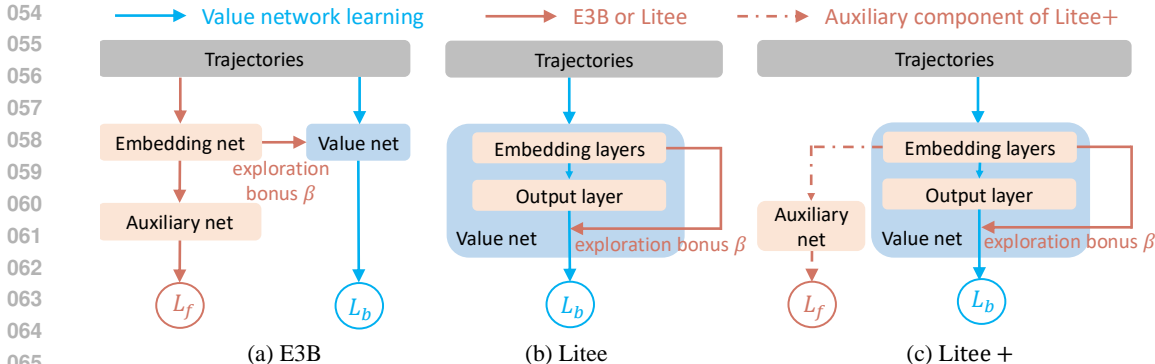 054
055
056
057
058
059
060
061
062
063
064
065
Value network learning
E3B or Litee
Auxiliary component of Litee+
Trajectories
Embedding net
Value net
exploration
bonus β
Auxiliary net
L_f
L_b
(a) E3B
Trajectories
Embedding layers
Output layer
Value net
exploration bonus β
L_b
(b) Litee
Trajectories
Embedding layers
Output layer
Auxiliary
net
Value net
exploration bonus β
L_f
L_b
(c) Litee +